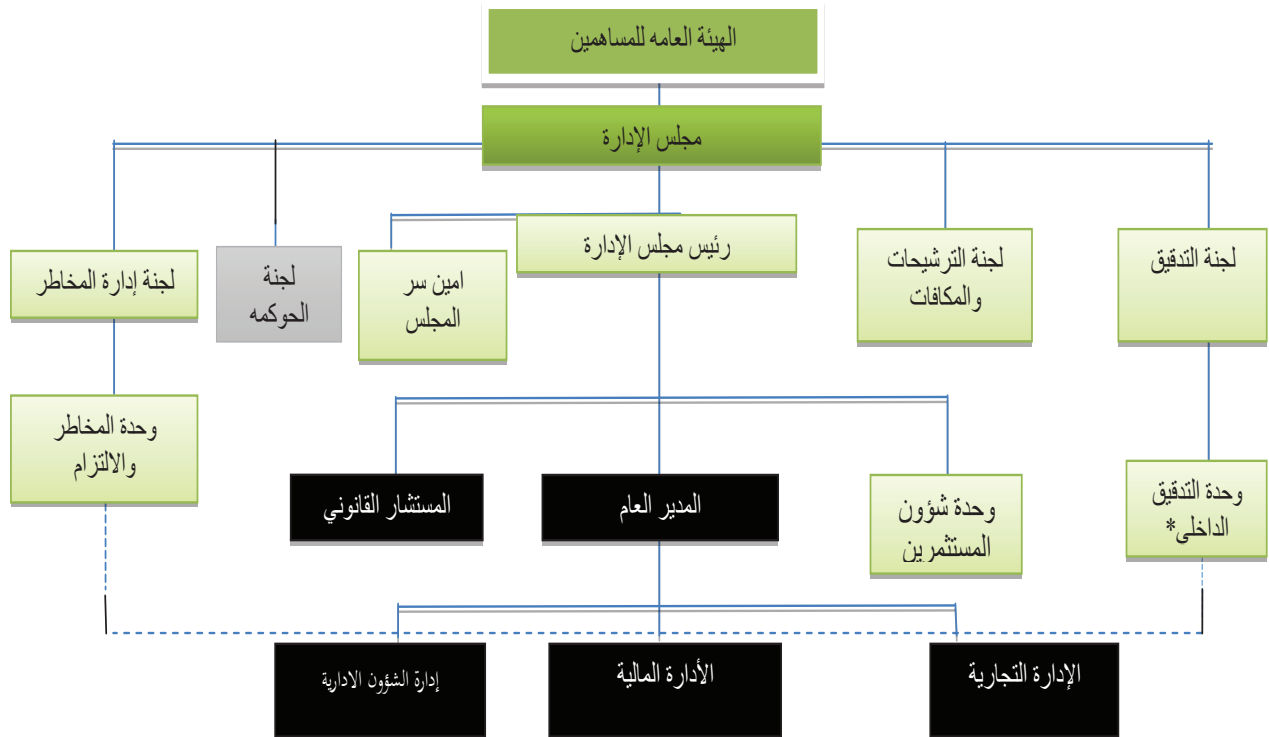 الهيئة العامه للمساهمين
مجلس الإدارة
لجنة التدقيق
لجنة الترشيحات
والمكافات
رئيس مجلس الإدارة
امين سر
المجلس
لجنة
الحوكمه
لجنة إدارة المخاطر
وحدة التدقيق
الداخلى*
وحدة شؤون
المستثمرين
المدير العام
المستشار القانوني
وحدة المخاطر
والالتزام
الإدارة التجارية
الأدارة المالية
إدارة الشؤون الادارية